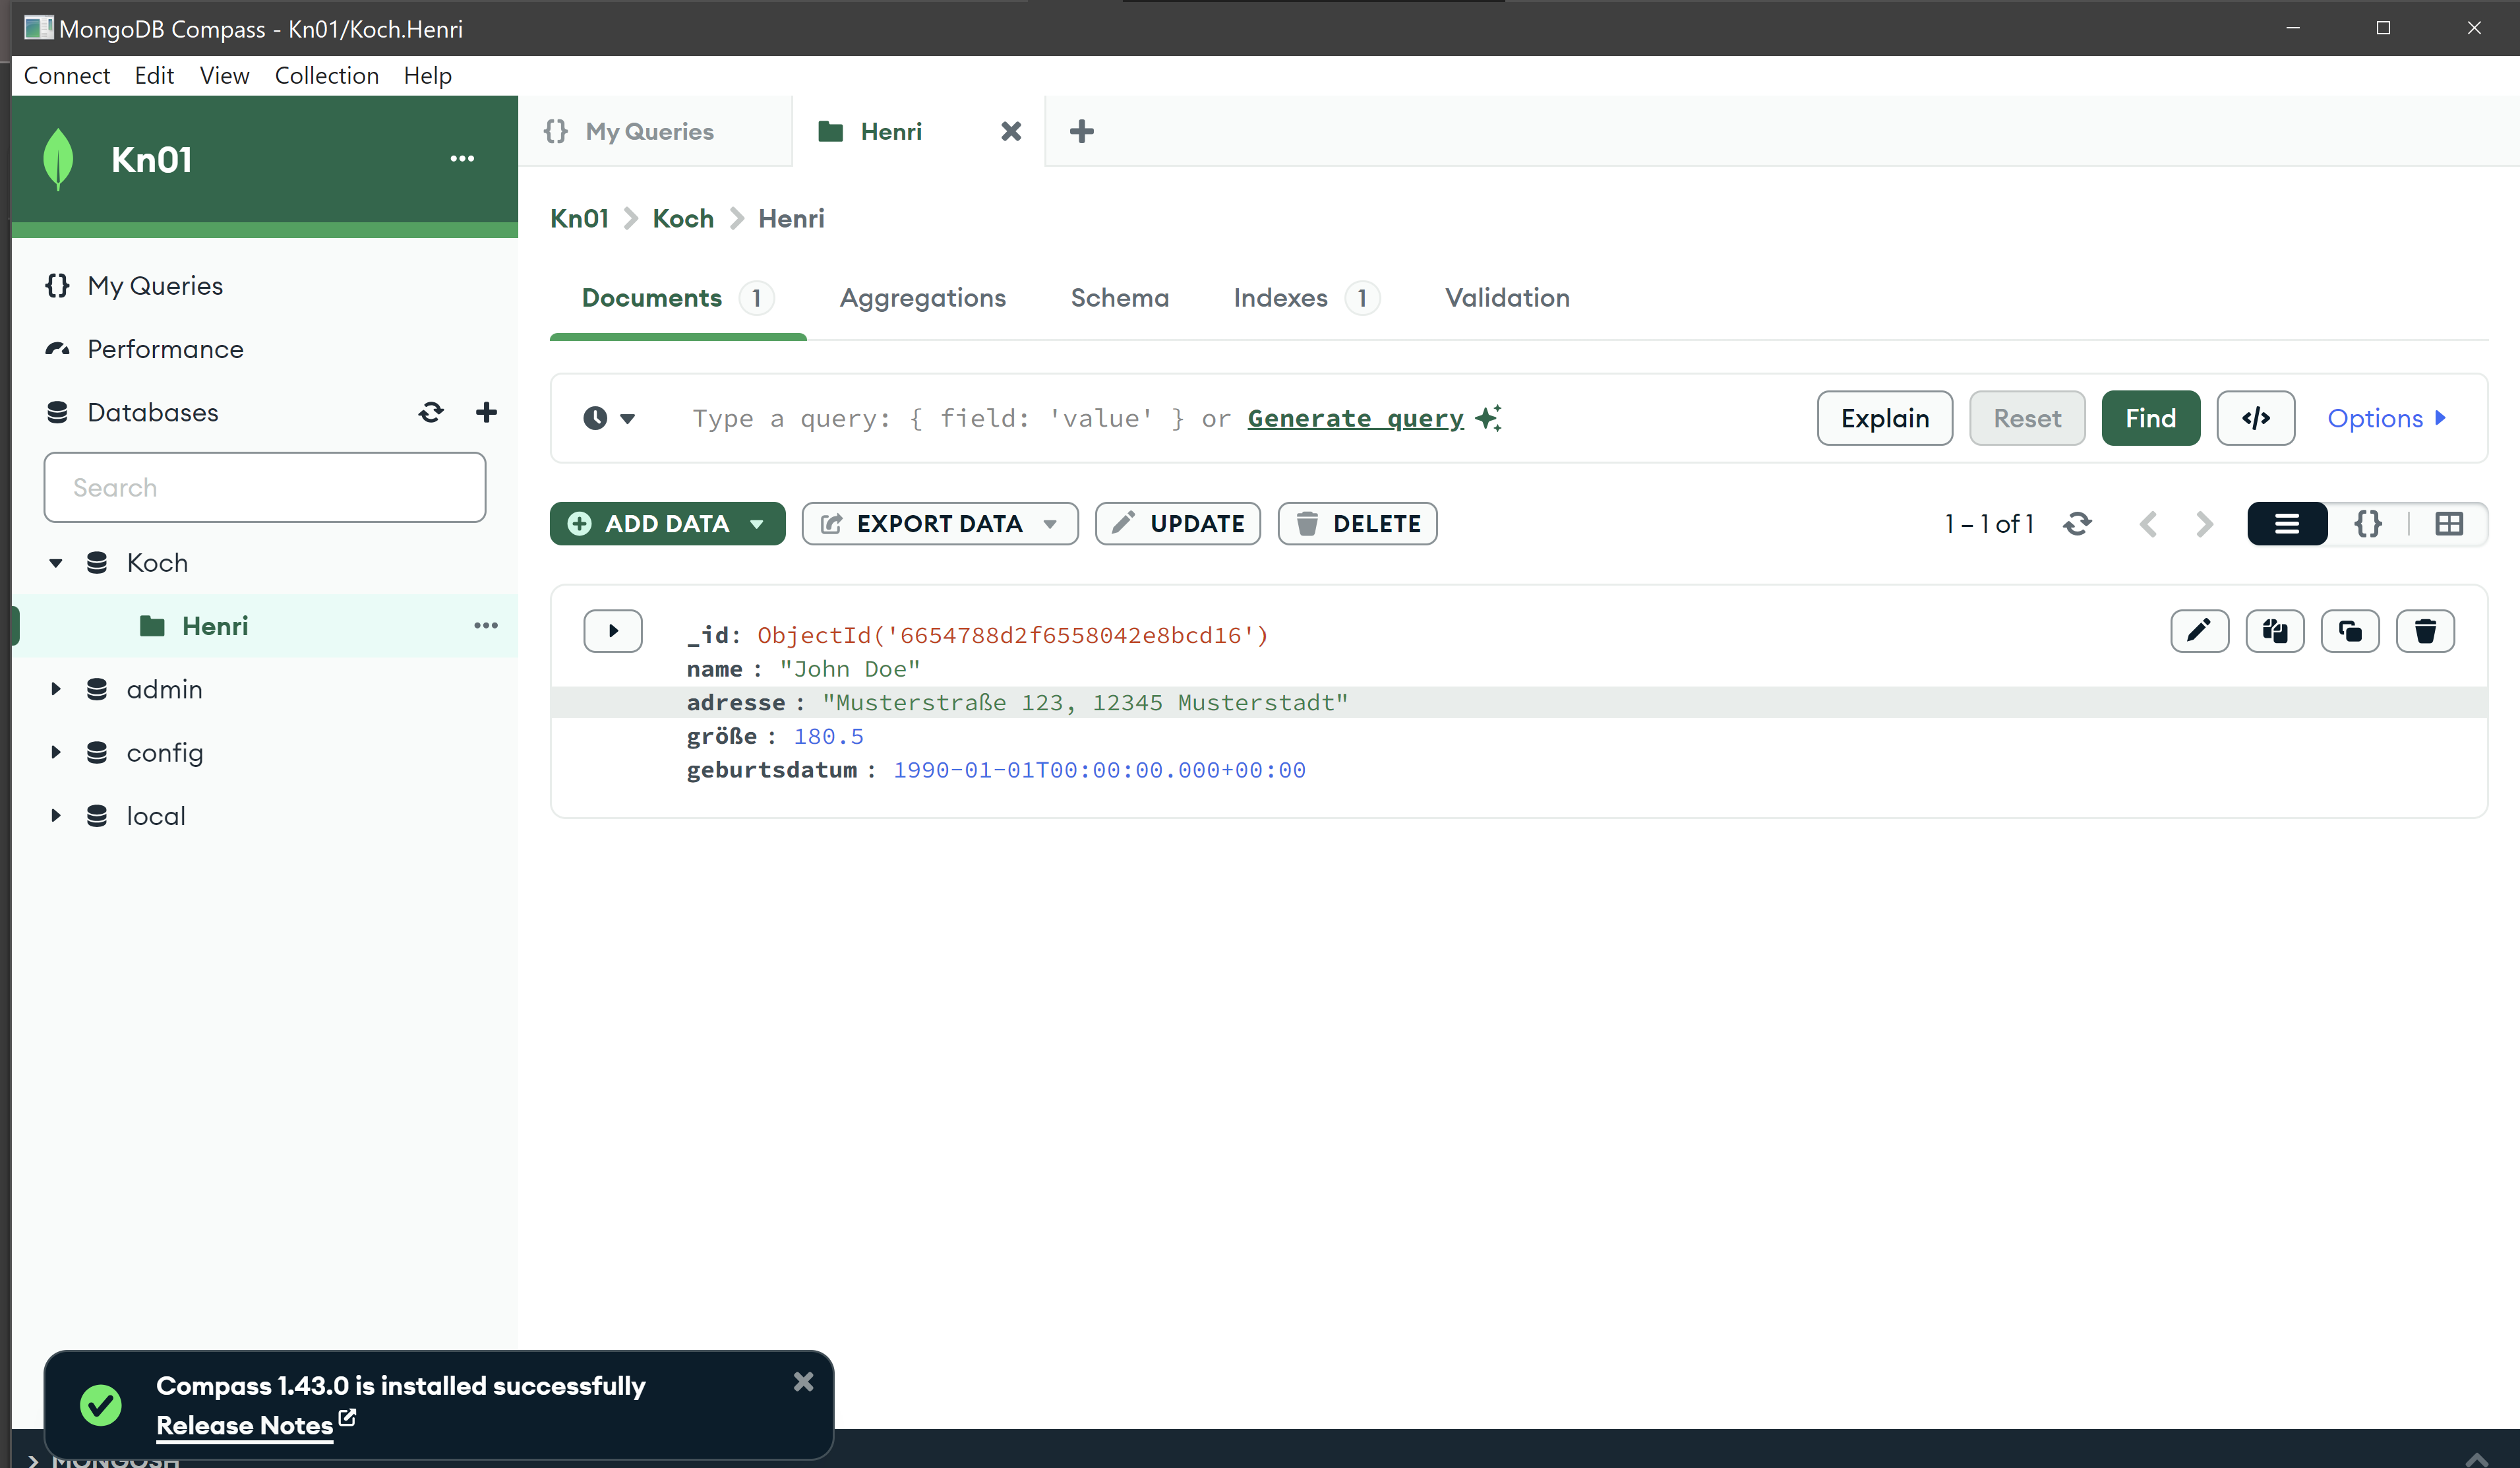 MongoDB Compass - Kn01/Koch.Henri
Connect Edit View Collection Help
Kn01
My Queries
Performance
Databases
Search
Koch
Henri
admin
config
local
My Queries
Henri
Kn01 Koch Henri
Documents 1 Aggregations Schema Indexes 1 Validation
Type a query: { field: 'value' } or Generate query
Explain Reset Find </> Options
ADD DATA EXPORT DATA UPDATE DELETE
1 – 1 of 1
_id: ObjectId('6654788d2f6558042e8bcd16')
name : "John Doe"
adresse : "Musterstraße 123, 12345 Musterstadt"
größe : 180.5
geburtsdatum : 1990-01-01T00:00:00.000+00:00
Compass 1.43.0 is installed successfully
Release Notes
MONGOSH